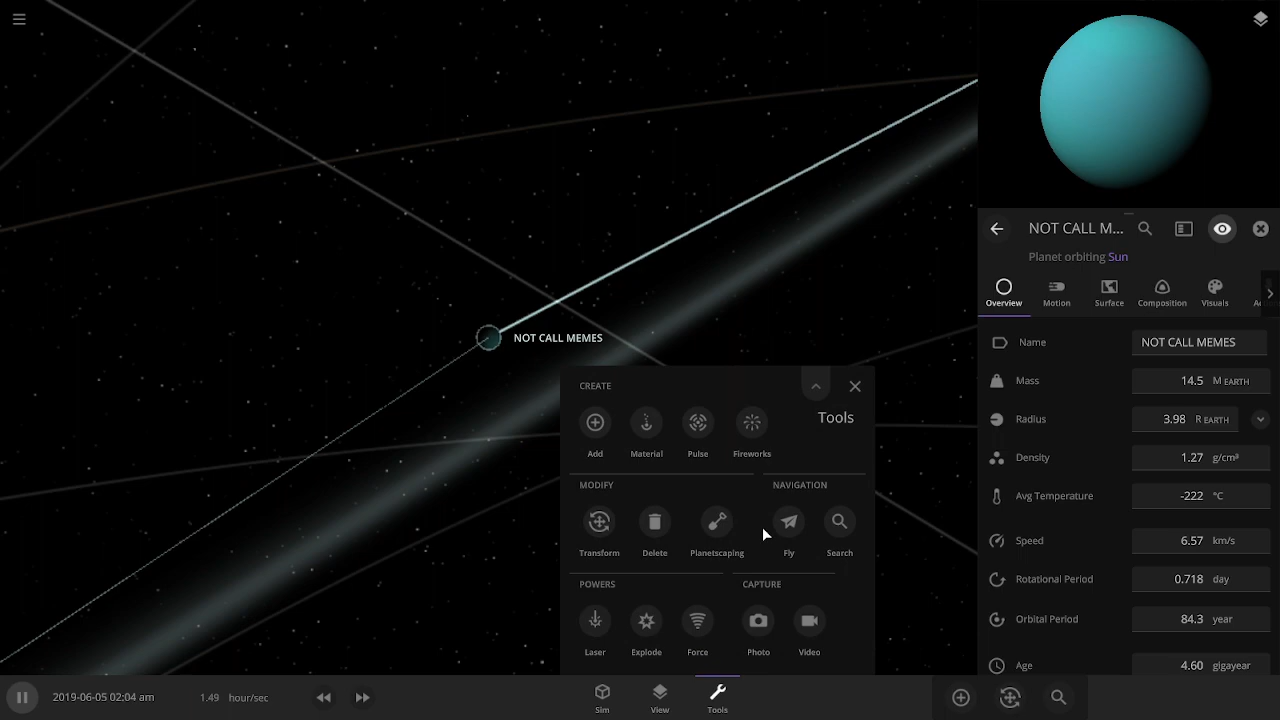 NOT CALL MEMES
CREATE
Tools
Add
Material
Pulse
Fireworks
MODIFY
NAVIGATION
Transform
Delete
Planetscaping
Fly
Search
POWERS
CAPTURE
Laser
Explode
Force
Photo
Video
NOT CALL M...
Planet orbiting Sun
Overview
Motion
Surface
Composition
Visuals
Name NOT CALL MEMES
Mass 14.5 M EARTH
Radius 3.98 R EARTH
Density 1.27 g/cm³
Avg Temperature -222 °C
Speed 6.57 km/s
Rotational Period 0.718 day
Orbital Period 84.3 year
Age 4.60 gigayear
2019-06-05 02:04 am
1.49 hour/sec
Sim
View
Tools